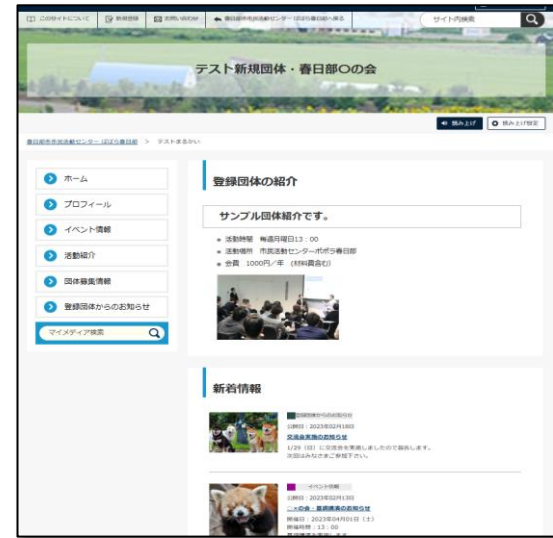 このサイトについて
新規登録
お問い合わせ
春日部市市民活動センターぽぽら春日部へ戻る
サイト内検索
テスト新規団体・春日部〇の会
読み上げ
読み上げ設定
春日部市市民活動センターぽぽら春日部 > テストまるかい
ホーム
プロフィール
イベント情報
活動紹介
団体募集情報
登録団体からのお知らせ
マイメディア検索
登録団体の紹介
サンプル団体紹介です。
活動時間 毎週月曜日13:00
活動場所 市民活動センターポポラ春日部
会費 1000円/年 (材料費含む)
新着情報
登録団体からのお知らせ
公開日:2023年02月18日
交流会実施のお知らせ
1/29(日)に交流会を実施しましたので報告します。
次回はみなさまご参加下さい。
イベント情報
公開日:2023年02月13日
開催日:2023年04月01日(土)
開催時間:13:00